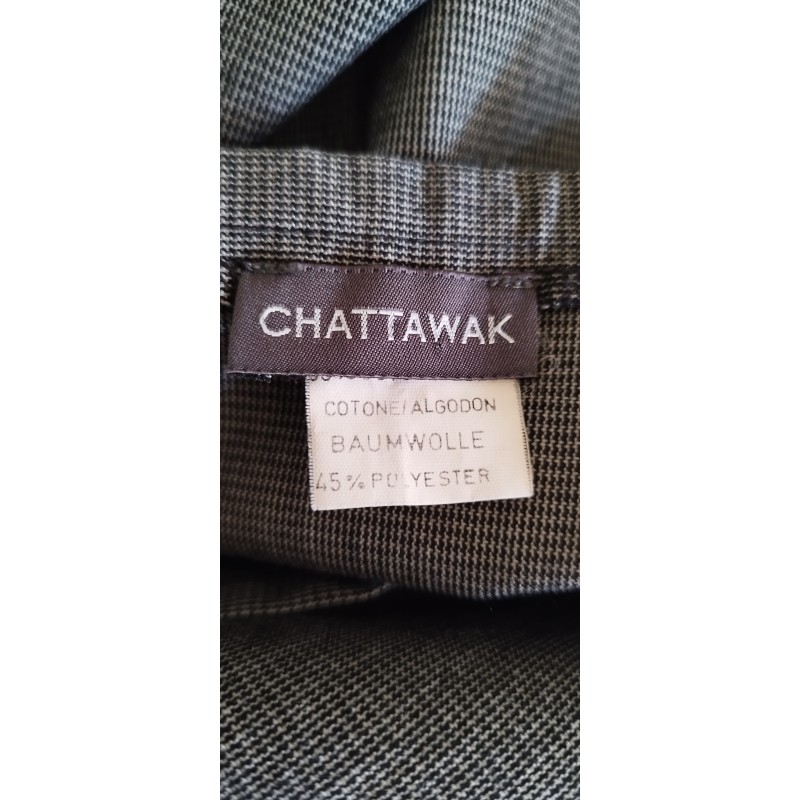 CHATTAWAK
COTONE/ALGODON
BAUMWOLLE
45% POLYESTER